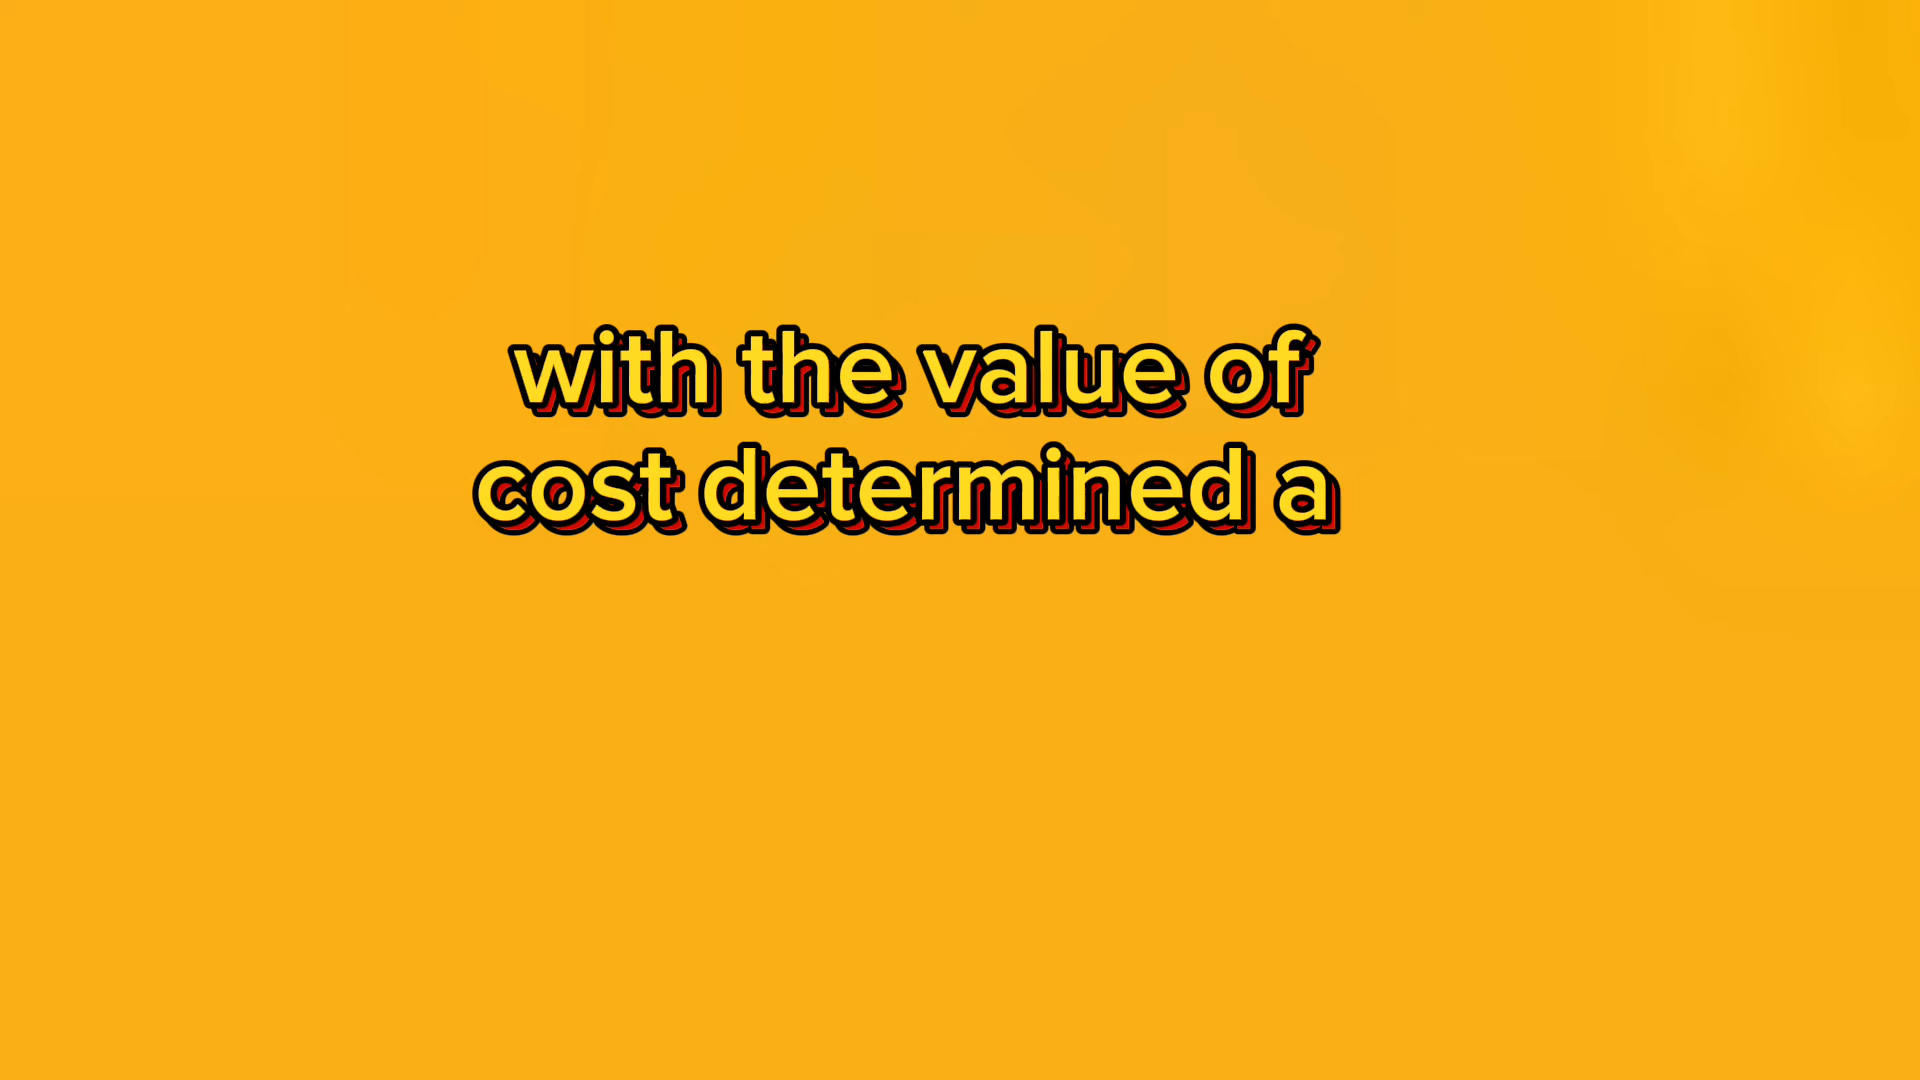 with the value of
cost determined a